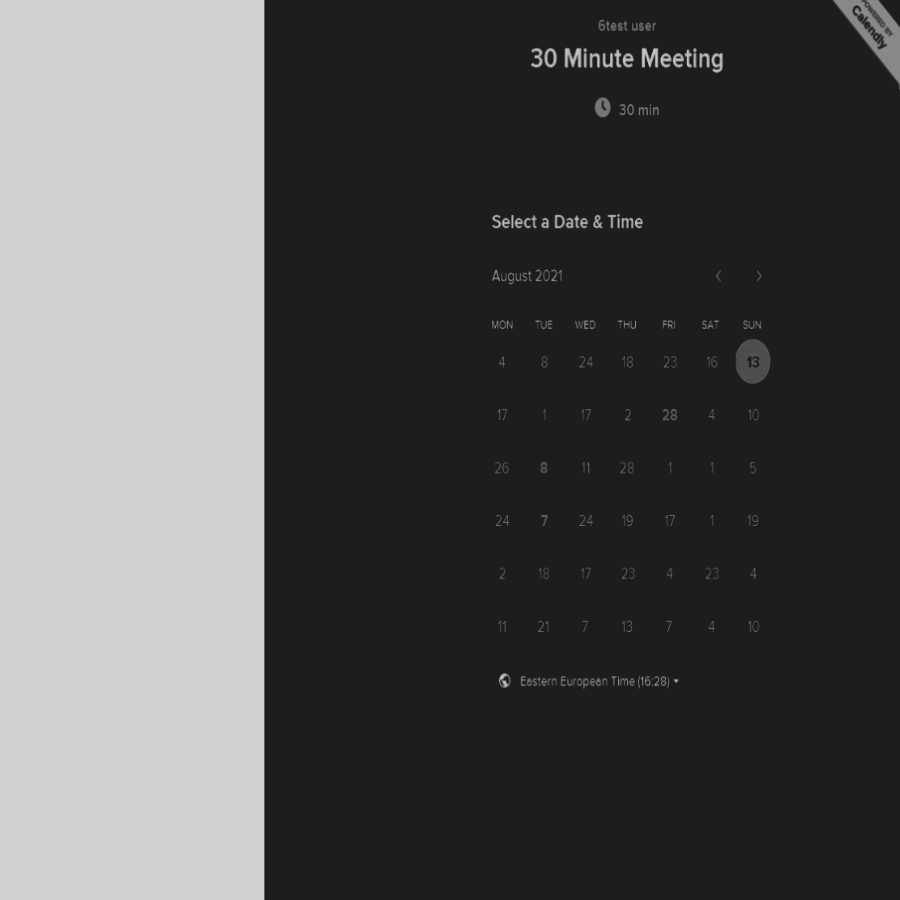 POWERED BY
Calendly
6test user
30 Minute Meeting
30 min
Select a Date & Time
August 2021
MON TUE WED THU FRI SAT SUN
4 8 24 18 23 16 13
17 1 17 2 28 4 10
26 8 11 28 1 1 5
24 7 24 19 17 1 19
2 18 17 23 4 23 4
11 21 7 13 7 4 10
Eastern European Time (16:28)